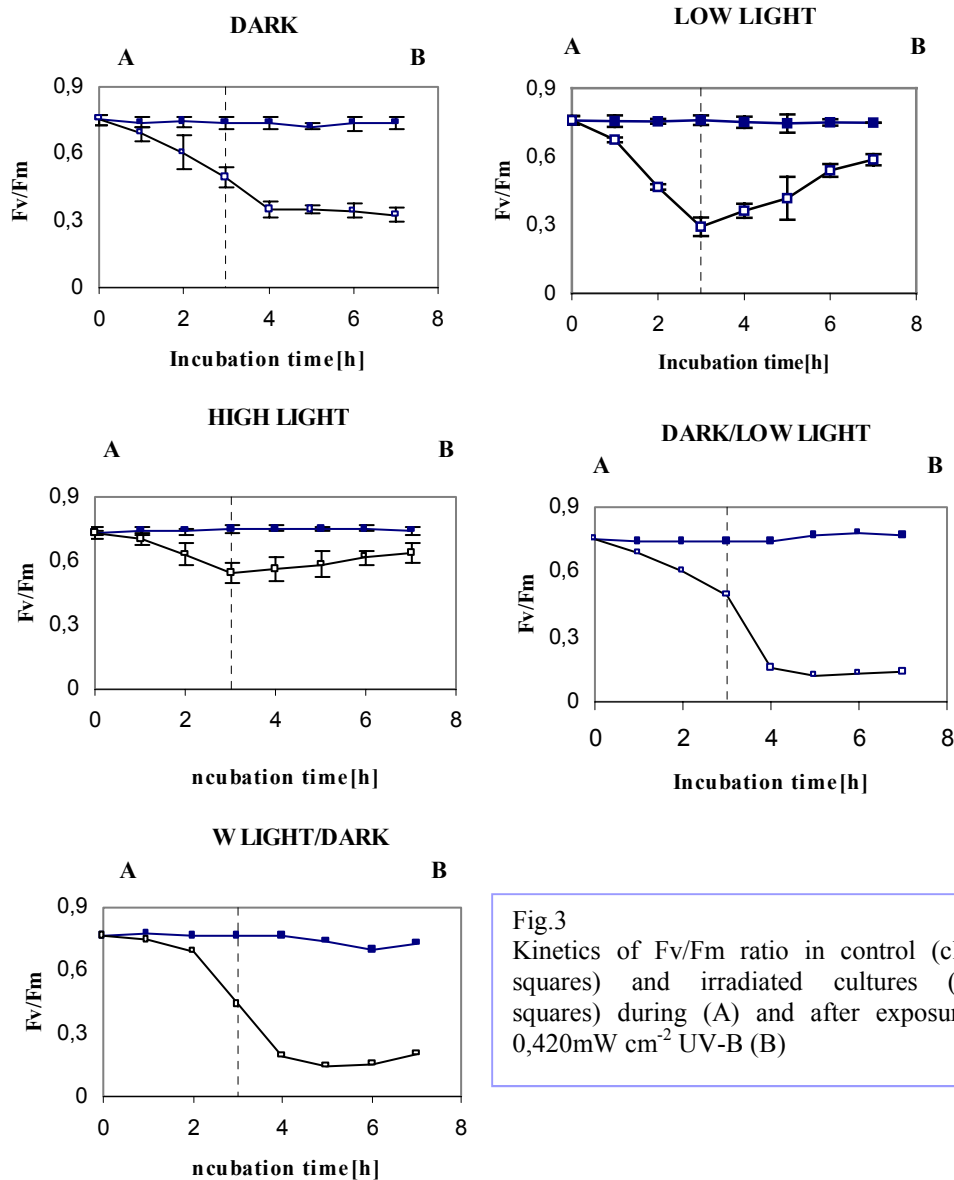 DARK
A B
0,9
0,6
0,3
0
Fv/Fm
0 2 4 6 8
Incubation time[h]
LOW LIGHT
A B
0,9
0,6
0,3
0
Fv/Fm
0 2 4 6 8
Incubation time[h]
HIGH LIGHT
A B
0,9
0,6
0,3
0
Fv/Fm
0 2 4 6 8
ncubation time[h]
DARK/LOW LIGHT
A B
0,9
0,6
0,3
0
Fv/Fm
0 2 4 6 8
Incubation time[h]
W LIGHT/DARK
A B
0,9
0,6
0,3
0
Fv/Fm
0 2 4 6 8
ncubation time[h]
Fig.3
Kinetics of Fv/Fm ratio in control (cl
squares) and irradiated cultures (
squares) during (A) and after exposur
0,420mW cm⁻² UV-B (B)